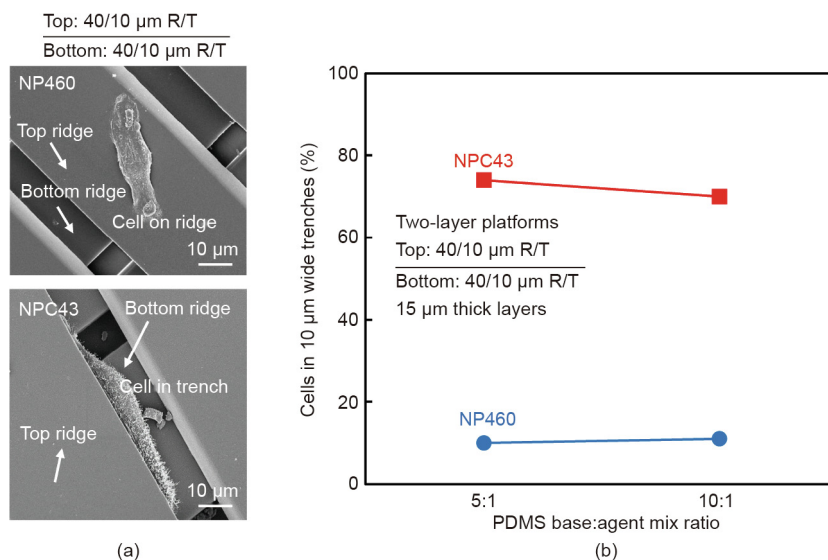 Top: 40/10 μm R/T
Bottom: 40/10 μm R/T
NP460
Top ridge
Bottom ridge
Cell on ridge
10 μm
NPC43
Bottom ridge
Cell in trench
Top ridge
10 μm
(a)
Cells in 10 μm wide trenches (%)
100
80
60
40
20
0
NPC43
Two-layer platforms
Top: 40/10 μm R/T
Bottom: 40/10 μm R/T
15 μm thick layers
NP460
5:1
10:1
PDMS base:agent mix ratio
(b)